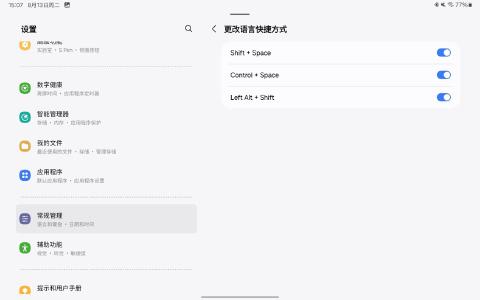 15:07 8月13日周二
77%
设置
高级功能
实验室 • S Pen • 侧面按钮
数字健康
屏幕时间 • 应用程序定时器
智能管理器
存储 • 内存 • 应用程序保护
我的文件
最近使用的文件 • 存储 • 管理存储
应用程序
默认应用程序 • 应用程序设置
常规管理
语言和键盘 • 日期和时间
辅助功能
视觉 • 听觉 • 敏捷度
提示和用户手册
更改语言快捷方式
Shift + Space
Control + Space
Left Alt + Shift